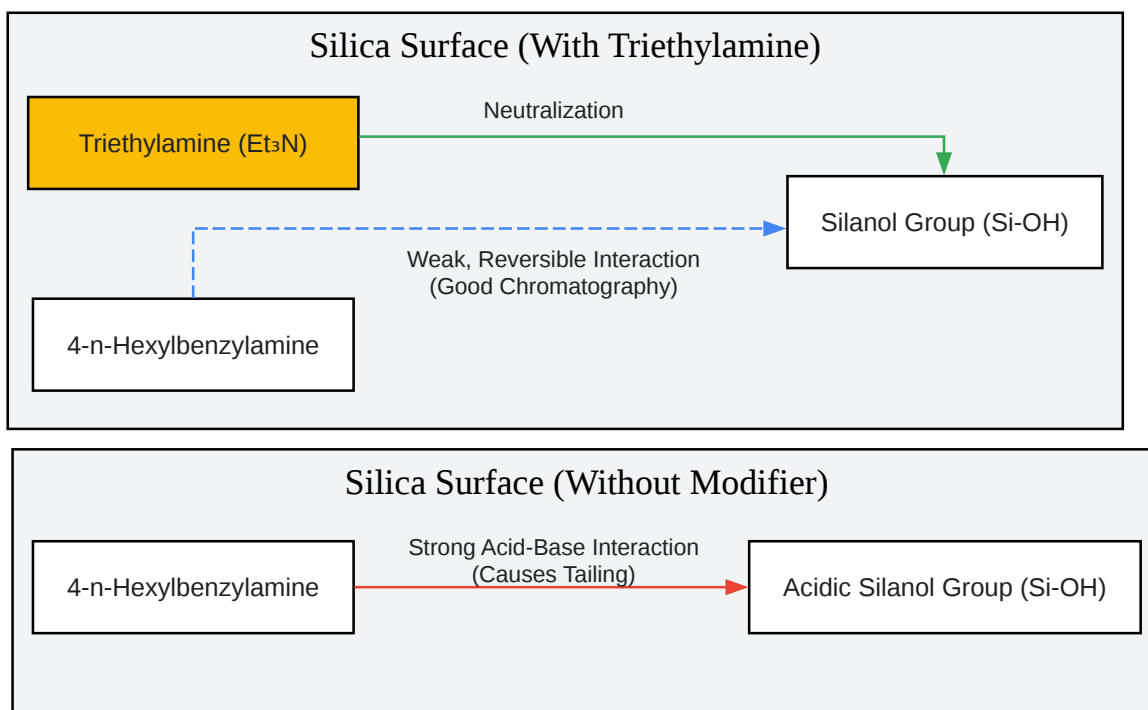 Silica Surface (With Triethylamine)
Neutralization
Triethylamine (Et₃N)
Silanol Group (Si-OH)
Weak, Reversible Interaction
(Good Chromatography)
4-n-Hexylbenzylamine
Silica Surface (Without Modifier)
Strong Acid-Base Interaction
(Causes Tailing)
4-n-Hexylbenzylamine
Acidic Silanol Group (Si-OH)